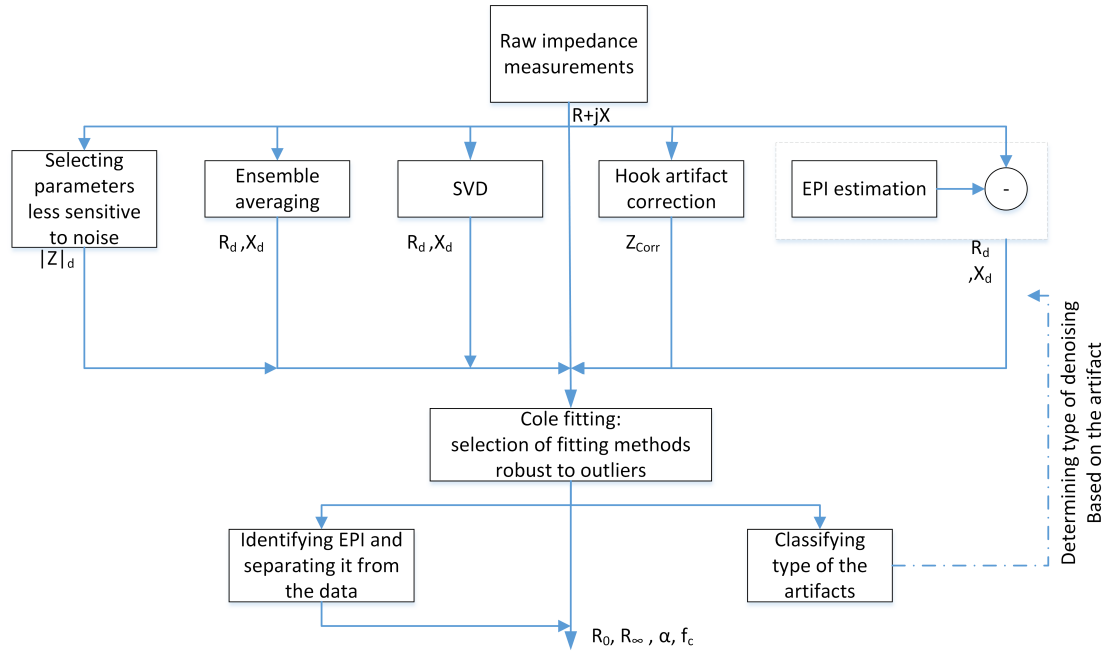 Raw impedance
measurements
R+jX
Selecting
parameters
less sensitive
to noise
Ensemble
averaging
SVD
Hook artifact
correction
EPI estimation
-
|Z|d
Rd ,Xd
Rd ,Xd
ZCorr
Rd
,Xd
Determining type of denoising
Based on the artifact
Cole fitting:
selection of fitting methods
robust to outliers
Identifying EPI and
separating it from
the data
Classifying
type of the
artifacts
R0, R∞ , α, fc